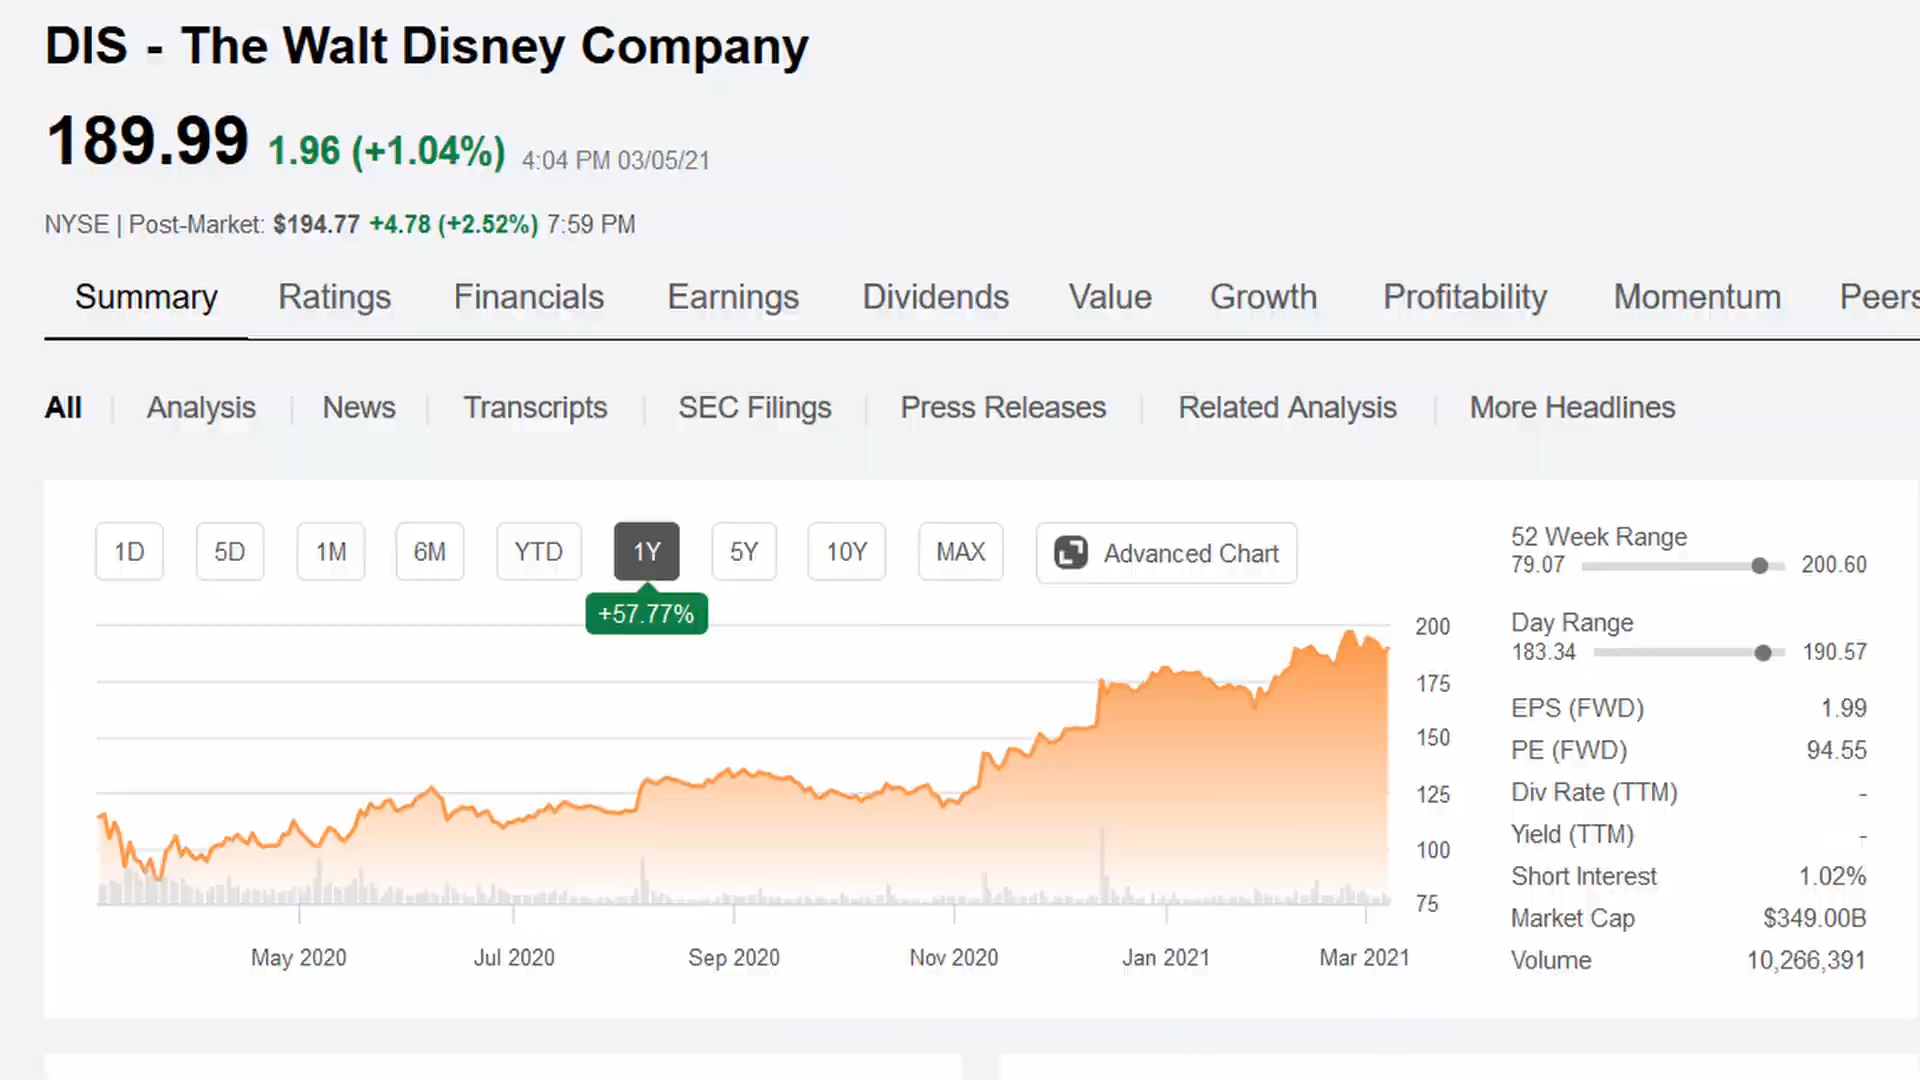 DIS - The Walt Disney Company
189.99 1.96 (+1.04%) 4:04 PM 03/05/21
NYSE | Post-Market: $194.77 +4.78 (+2.52%) 7:59 PM
Summary Ratings Financials Earnings Dividends Value Growth Profitability Momentum Peers
All Analysis News Transcripts SEC Filings Press Releases Related Analysis More Headlines
1D 5D 1M 6M YTD 1Y 5Y 10Y MAX Advanced Chart
+57.77%
200
175
150
125
100
75
May 2020 Jul 2020 Sep 2020 Nov 2020 Jan 2021 Mar 2021
52 Week Range
79.07 200.60
Day Range
183.34 190.57
EPS (FWD) 1.99
PE (FWD) 94.55
Div Rate (TTM) -
Yield (TTM) -
Short Interest 1.02%
Market Cap $349.00B
Volume 10,266,391